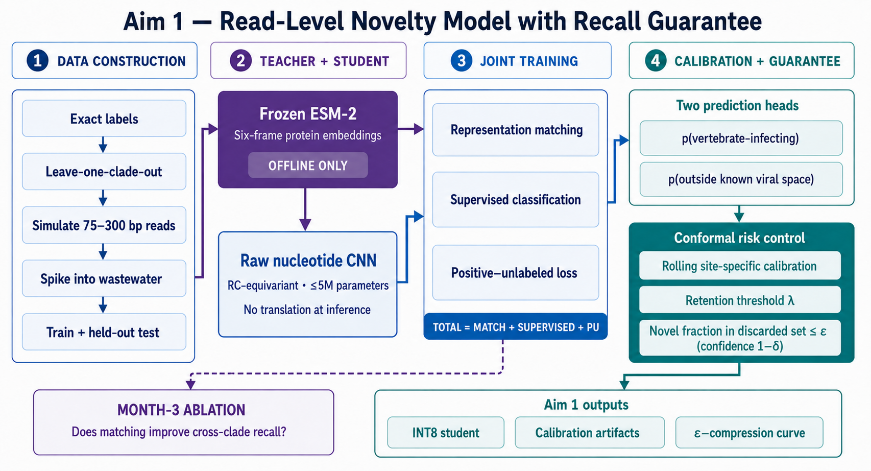 Aim 1 — Read-Level Novelty Model with Recall Guarantee
1 DATA CONSTRUCTION
Exact labels
Leave-one-clade-out
Simulate 75–300 bp reads
Spike into wastewater
Train + held-out test
2 TEACHER + STUDENT
Frozen ESM-2
Six-frame protein embeddings
OFFLINE ONLY
Raw nucleotide CNN
RC-equivariant • ≤5M parameters
No translation at inference
3 JOINT TRAINING
Representation matching
Supervised classification
Positive–unlabeled loss
TOTAL = MATCH + SUPERVISED + PU
4 CALIBRATION + GUARANTEE
Two prediction heads
p(vertebrate-infecting)
p(outside known viral space)
Conformal risk control
Rolling site-specific calibration
Retention threshold λ
Novel fraction in discarded set ≤ ε
(confidence 1–δ)
MONTH-3 ABLATION
Does matching improve cross-clade recall?
Aim 1 outputs
INT8 student
Calibration artifacts
ε–compression curve